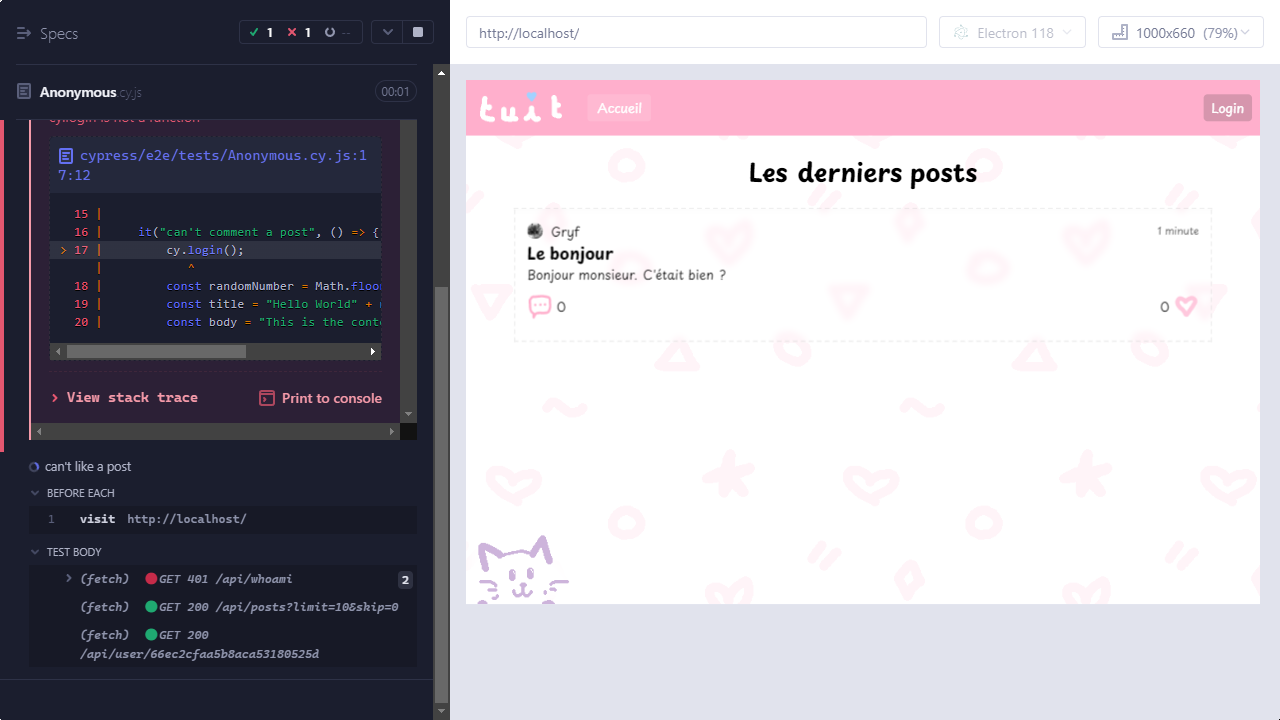 Specs
1
1
--
http://localhost/
Electron 118
1000x660 (79%)
Anonymous.cy.js
00:01
cy.login is not a function
cypress/e2e/tests/Anonymous.cy.js:1
7:12
15 |
16 | it("can't comment a post", () => {
> 17 | cy.login();
| ^
18 | const randomNumber = Math.floo
19 | const title = "Hello World" +
20 | const body = "This is the conte
View stack trace
Print to console
can't like a post
BEFORE EACH
1 visit http://localhost/
TEST BODY
(fetch) GET 401 /api/whoami 2
(fetch) GET 200 /api/posts?limit=10&skip=0
(fetch) GET 200
/api/user/66ec2cfaa5b8aca53180525d
tuit
Accueil
Login
Les derniers posts
Gryf
1 minute
Le bonjour
Bonjour monsieur. C'était bien ?
0
0